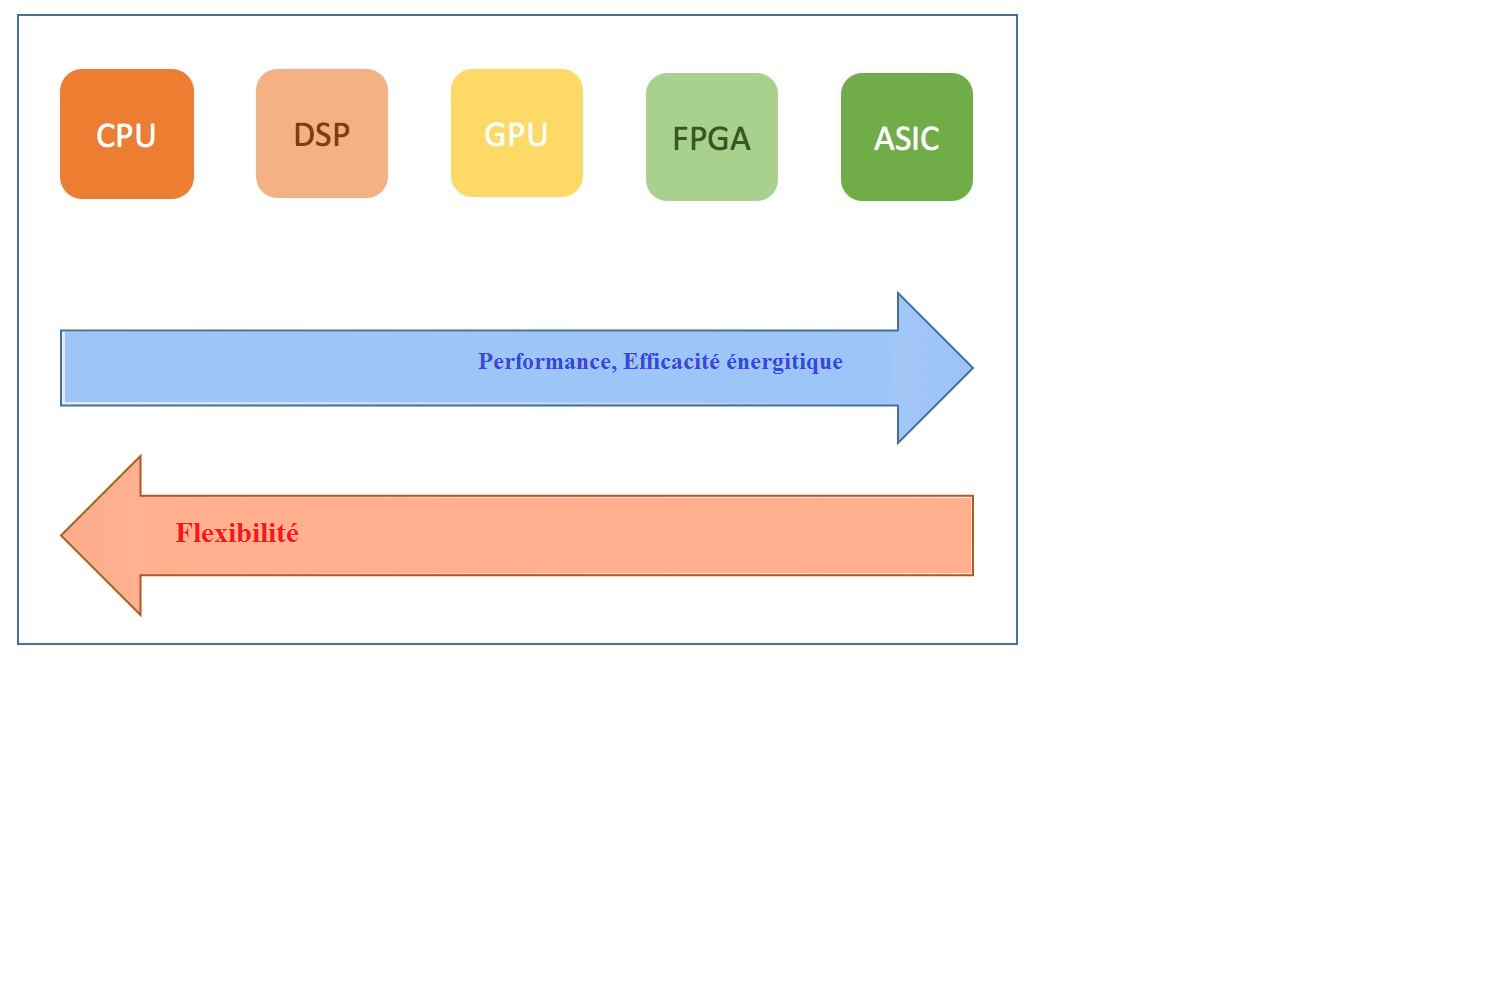 CPU
DSP
GPU
FPGA
ASIC
Performance, Efficacité énergitique
Flexibilité